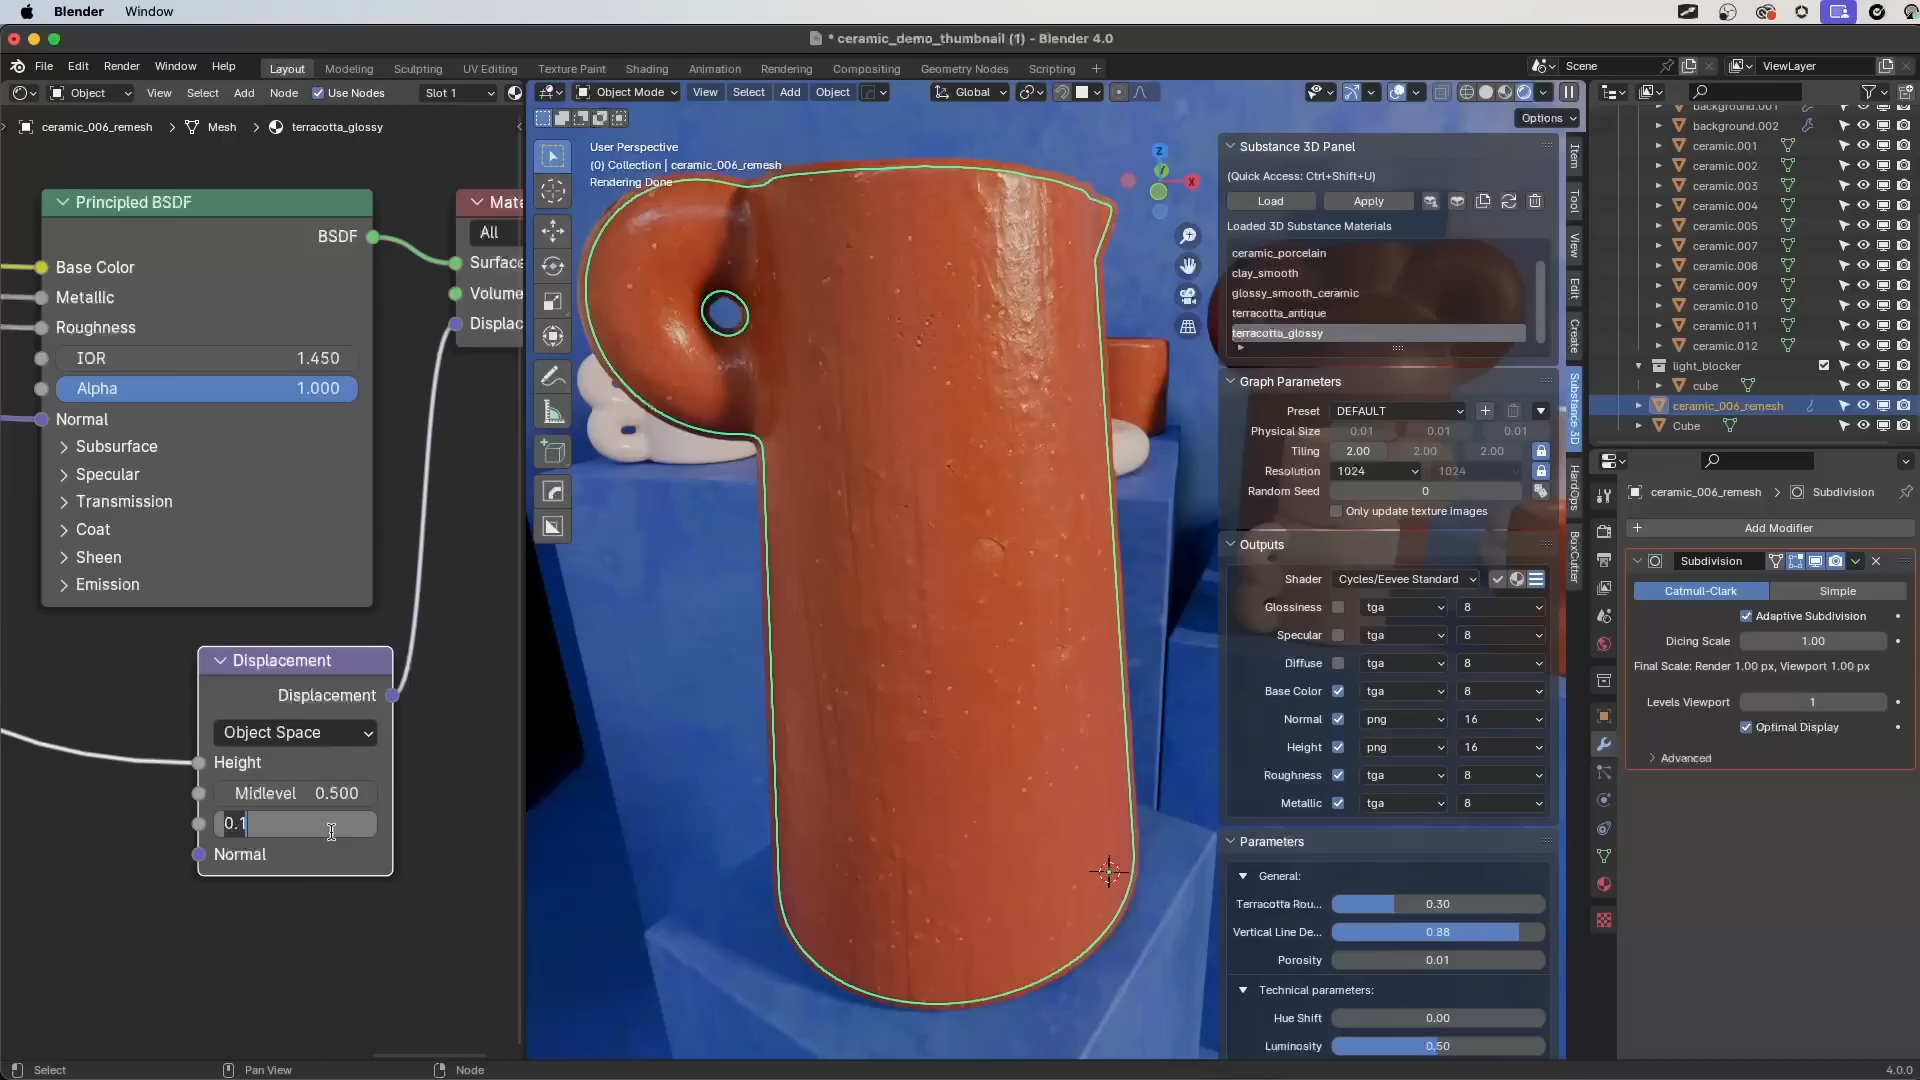 Blender Window
* ceramic_demo_thumbnail (1) - Blender 4.0
File Edit Render Window Help Layout Modeling Sculpting UV Editing Texture Paint Shading Animation Rendering Compositing Geometry Nodes Scripting Scene ViewLayer
Object View Select Add Node Use Nodes Slot 1
Object Mode View Select Add Object Global
Options
ceramic_006_remesh > Mesh > terracotta_glossy
Principled BSDF
BSDF
Base Color
Metallic
Roughness
IOR 1.450
Alpha 1.000
Normal
Subsurface
Specular
Transmission
Coat
Sheen
Emission
Mate
All
Surface
Volume
Displac
Displacement
Displacement
Object Space
Height
Midlevel 0.500
0.1
Normal
User Perspective
(0) Collection | ceramic_006_remesh
Rendering Done
Z
Y
X
Substance 3D Panel
(Quick Access: Ctrl+Shift+U)
Load Apply
Loaded 3D Substance Materials
ceramic_porcelain
clay_smooth
glossy_smooth_ceramic
terracotta_antique
terracotta_glossy
Graph Parameters
Preset DEFAULT
Physical Size 0.01 0.01 0.01
Tiling 2.00 2.00 2.00
Resolution 1024 1024
Random Seed 0
Only update texture images
Outputs
Shader Cycles/Eevee Standard
Glossiness tga 8
Specular tga 8
Diffuse tga 8
Base Color tga 8
Normal png 16
Height png 16
Roughness tga 8
Metallic tga 8
Parameters
General:
Terracotta Rou... 0.30
Vertical Line De... 0.88
Porosity 0.01
Technical parameters:
Hue Shift 0.00
Luminosity 0.50
Item
Tool
View
Edit
Create
Substance 3D
HardOps
BoxCutter
background.001
background.002
ceramic.001
ceramic.002
ceramic.003
ceramic.004
ceramic.005
ceramic.007
ceramic.008
ceramic.009
ceramic.010
ceramic.011
ceramic.012
light_blocker
cube
ceramic_006_remesh
Cube
ceramic_006_remesh > Subdivision
Add Modifier
Subdivision
Catmull-Clark Simple
Adaptive Subdivision
Dicing Scale 1.00
Final Scale: Render 1.00 px, Viewport 1.00 px
Levels Viewport 1
Optimal Display
Advanced
Select Pan View Node 4.0.0